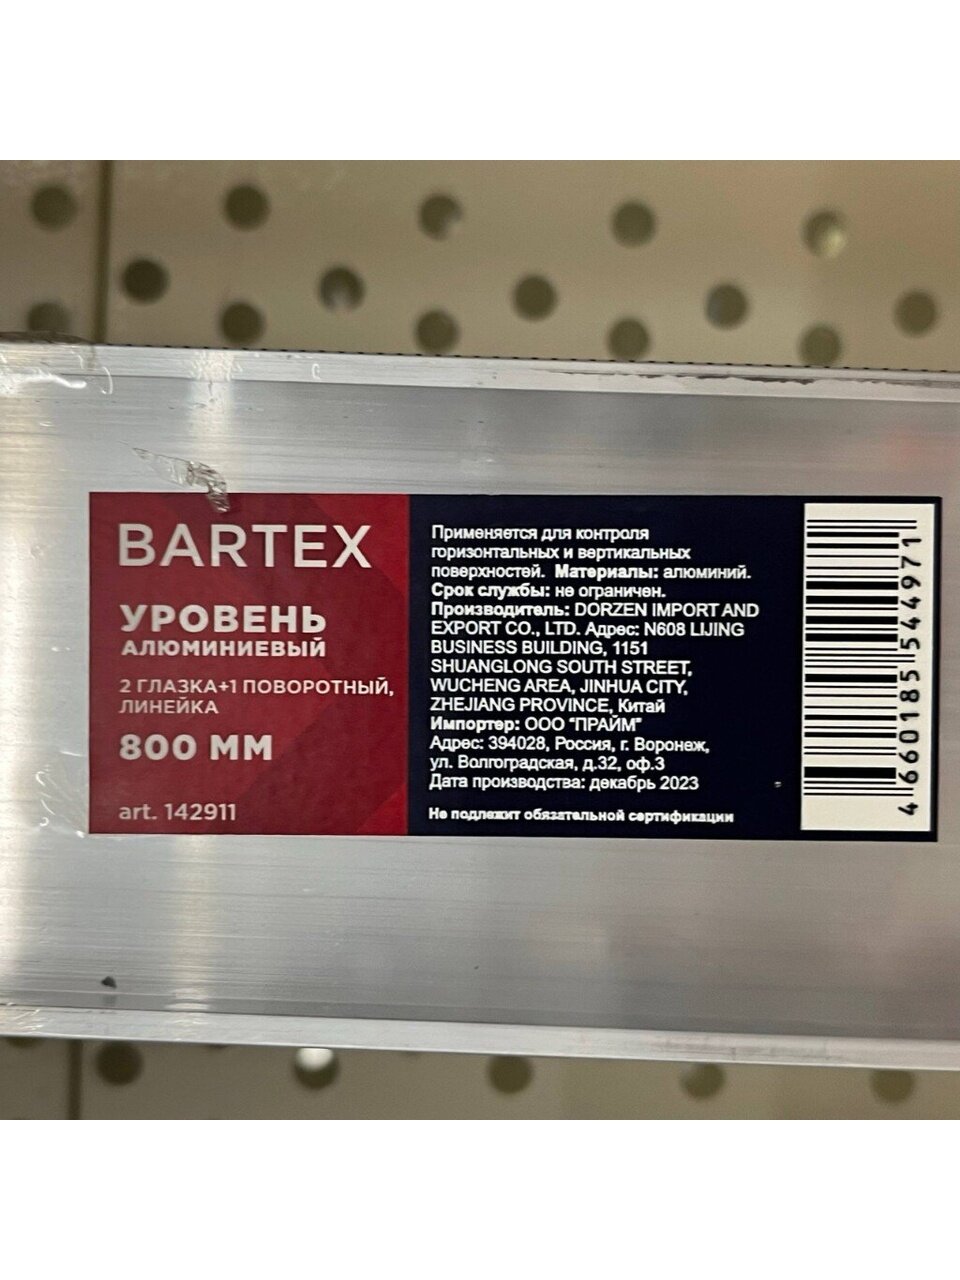 BARTEX
УРОВЕНЬ
АЛЮМИНИЕВЫЙ
2 ГЛАЗКА+1 ПОВОРОТНЫЙ,
ЛИНЕЙКА
800 ММ
art. 142911
Применяется для контроля
горизонтальных и вертикальных
поверхностей. Материалы: алюминий.
Срок службы: не ограничен.
Производитель: DORZEN IMPORT AND
EXPORT CO., LTD. Адрес: N608 LIJING
BUSINESS BUILDING, 1151
SHUANGLONG SOUTH STREET,
WUCHENG AREA, JINHUA CITY,
ZHEJIANG PROVINCE, Китай
Импортер: ООО "ПРАЙМ"
Адрес: 394028, Россия, г. Воронеж,
ул. Волгоградская, д.32, оф.3
Дата производства: декабрь 2023
Не подлежит обязательной сертификации
4 660185 544971